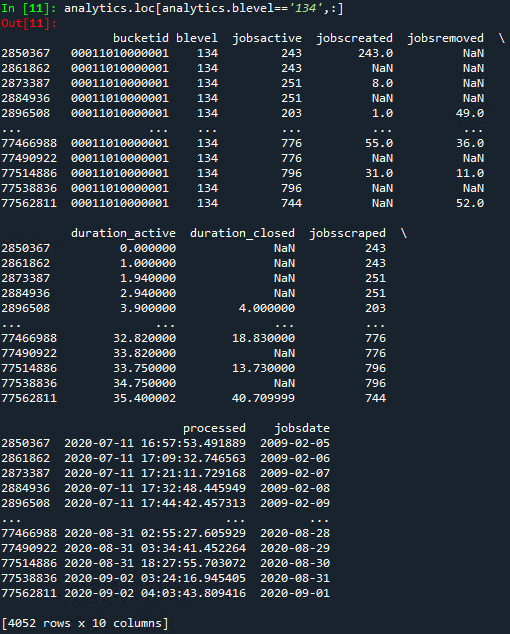 In [11]: analytics.loc[analytics.blevel=='134',:]
Out[11]:
bucketid blevel jobsactive jobscreated jobsremoved \
2850367 00011010000001 134 243 243.0 NaN
2861862 00011010000001 134 243 NaN NaN
2873387 00011010000001 134 251 8.0 NaN
2884936 00011010000001 134 251 NaN NaN
2896508 00011010000001 134 203 1.0 49.0
... ... ... ... ... ...
77466988 00011010000001 134 776 55.0 36.0
77490922 00011010000001 134 776 NaN NaN
77514886 00011010000001 134 796 31.0 11.0
77538836 00011010000001 134 796 NaN NaN
77562811 00011010000001 134 744 NaN 52.0
duration_active duration_closed jobsscraped \
2850367 0.000000 NaN 243
2861862 1.000000 NaN 243
2873387 1.940000 NaN 251
2884936 2.940000 NaN 251
2896508 3.900000 4.000000 203
... ... ... ...
77466988 32.820000 18.830000 776
77490922 33.820000 NaN 776
77514886 33.750000 13.730000 796
77538836 34.750000 NaN 796
77562811 35.400002 40.709999 744
processed jobsdate
2850367 2020-07-11 16:57:53.491889 2009-02-05
2861862 2020-07-11 17:09:32.746563 2009-02-06
2873387 2020-07-11 17:21:11.729168 2009-02-07
2884936 2020-07-11 17:32:48.445949 2009-02-08
2896508 2020-07-11 17:44:42.457313 2009-02-09
... ... ...
77466988 2020-08-31 02:55:27.605929 2020-08-28
77490922 2020-08-31 03:34:41.452264 2020-08-29
77514886 2020-08-31 18:27:55.703072 2020-08-30
77538836 2020-09-02 03:24:16.945405 2020-08-31
77562811 2020-09-02 04:03:43.809416 2020-09-01
[4052 rows x 10 columns]